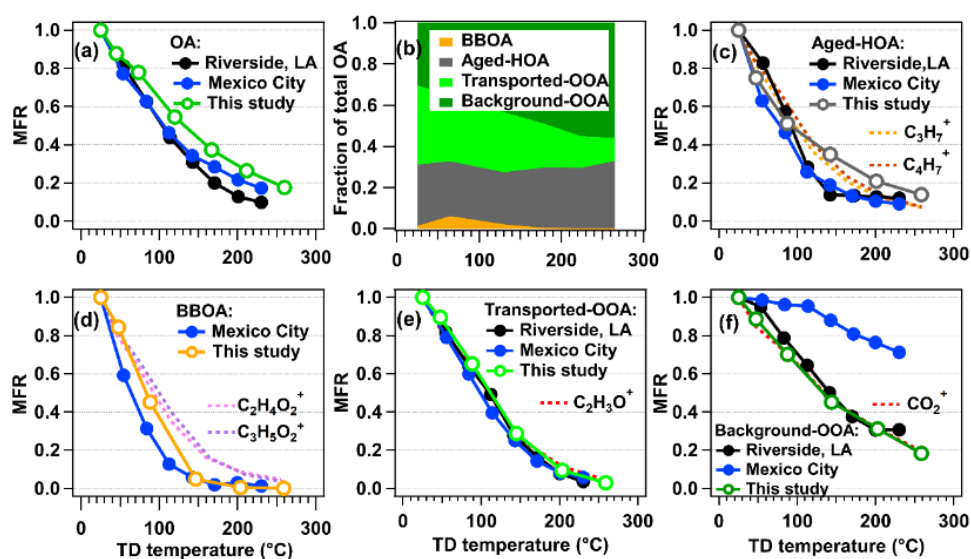 (a)
OA:
Riverside, LA
Mexico City
This study
MFR
1.0
0.8
0.6
0.4
0.2
0.0
0 100 200 300
(b)
BBOA
Aged-HOA
Transported-OOA
Background-OOA
Fraction of total OA
1.0
0.8
0.6
0.4
0.2
0.0
0 100 200 300
(c)
Aged-HOA:
Riverside,LA
Mexico City
This study
C₃H₇⁺
C₄H₇⁺
MFR
1.0
0.8
0.6
0.4
0.2
0.0
0 100 200 300
(d)
BBOA:
Mexico City
This study
C₂H₄O₂⁺
C₃H₅O₂⁺
MFR
1.0
0.8
0.6
0.4
0.2
0.0
0 100 200 300
TD temperature (°C)
(e)
Transported-OOA:
Riverside, LA
Mexico City
This study
C₂H₃O⁺
MFR
1.0
0.8
0.6
0.4
0.2
0.0
0 100 200 300
TD temperature (°C)
(f)
CO₂⁺
Background-OOA:
Riverside, LA
Mexico City
This study
MFR
1.0
0.8
0.6
0.4
0.2
0.0
0 100 200 300
TD temperature (°C)